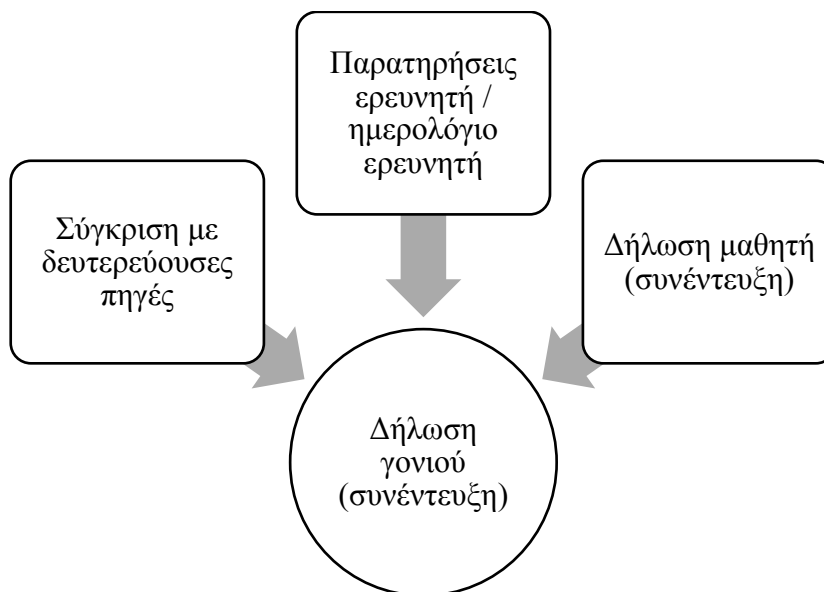 Παρατηρήσεις
ερευνητή /
ημερολόγιο
ερευνητή
Σύγκριση με
δευτερεύουσες
πηγές
Δήλωση μαθητή
(συνέντευξη)
Δήλωση
γονιού
(συνέντευξη)